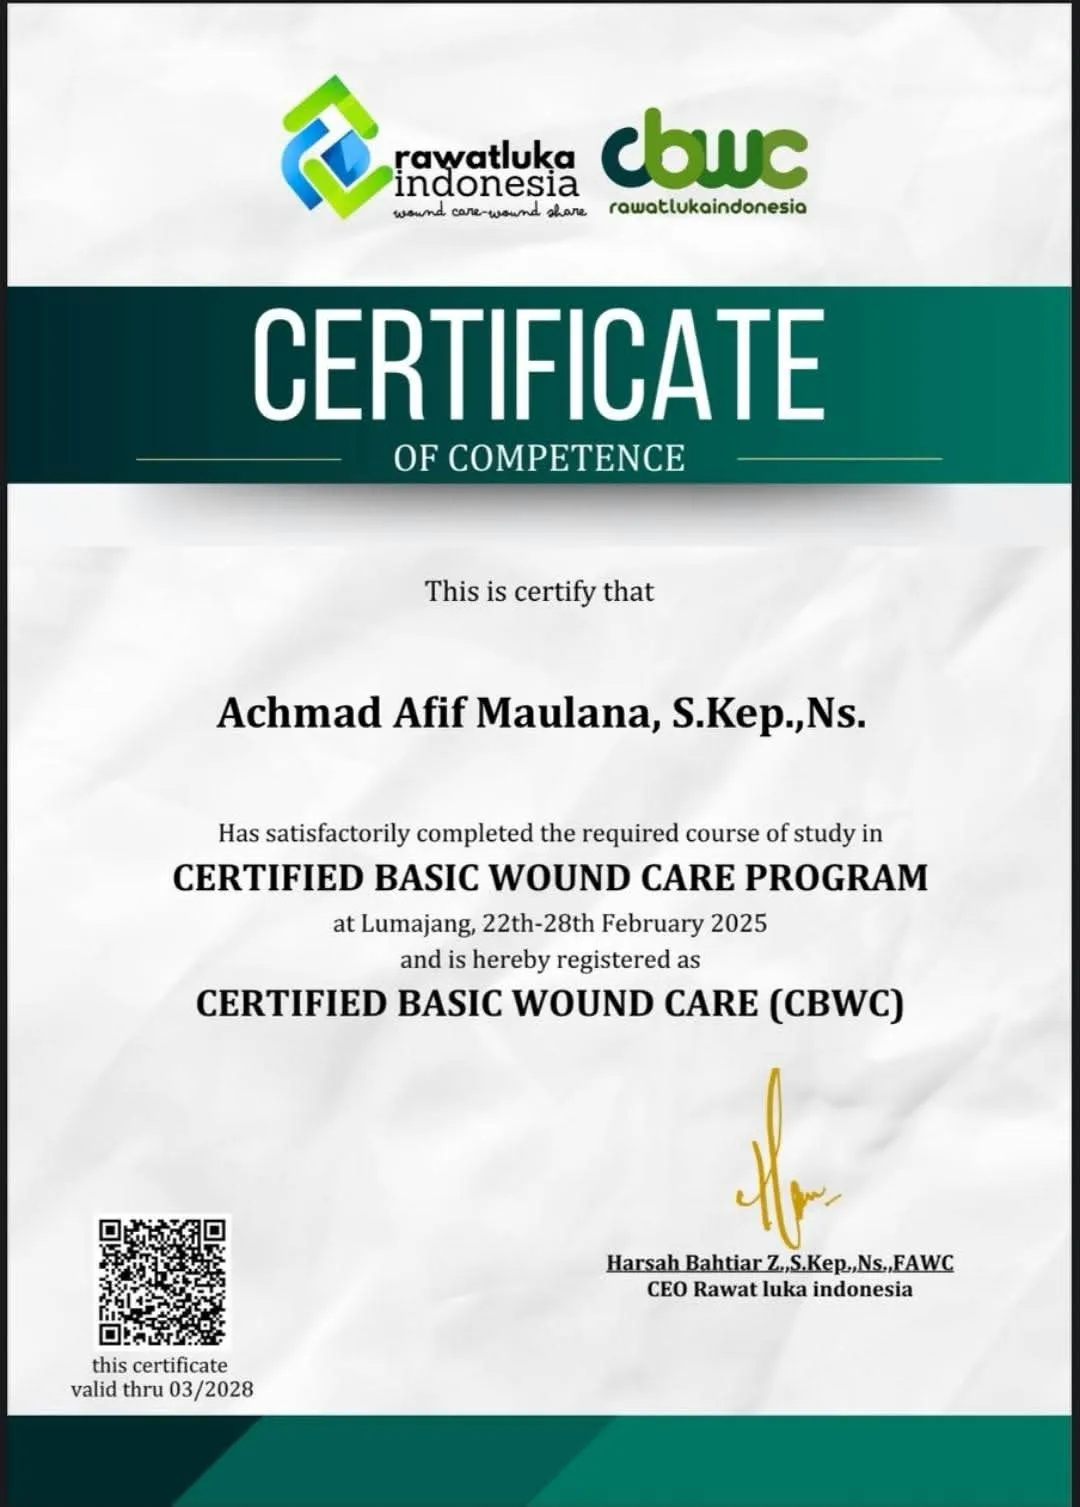 rawatluka
indonesia
wound care-wound share
cbwc
rawatlukaindonesia
CERTIFICATE
OF COMPETENCE
This is certify that
Achmad Afif Maulana, S.Kep.,Ns.
Has satisfactorily completed the required course of study in
CERTIFIED BASIC WOUND CARE PROGRAM
at Lumajang, 22th-28th February 2025
and is hereby registered as
CERTIFIED BASIC WOUND CARE (CBWC)
Harsah Bahtiar Z.,S.Kep.,Ns.,FAWC
CEO Rawat luka indonesia
this certificate
valid thru 03/2028